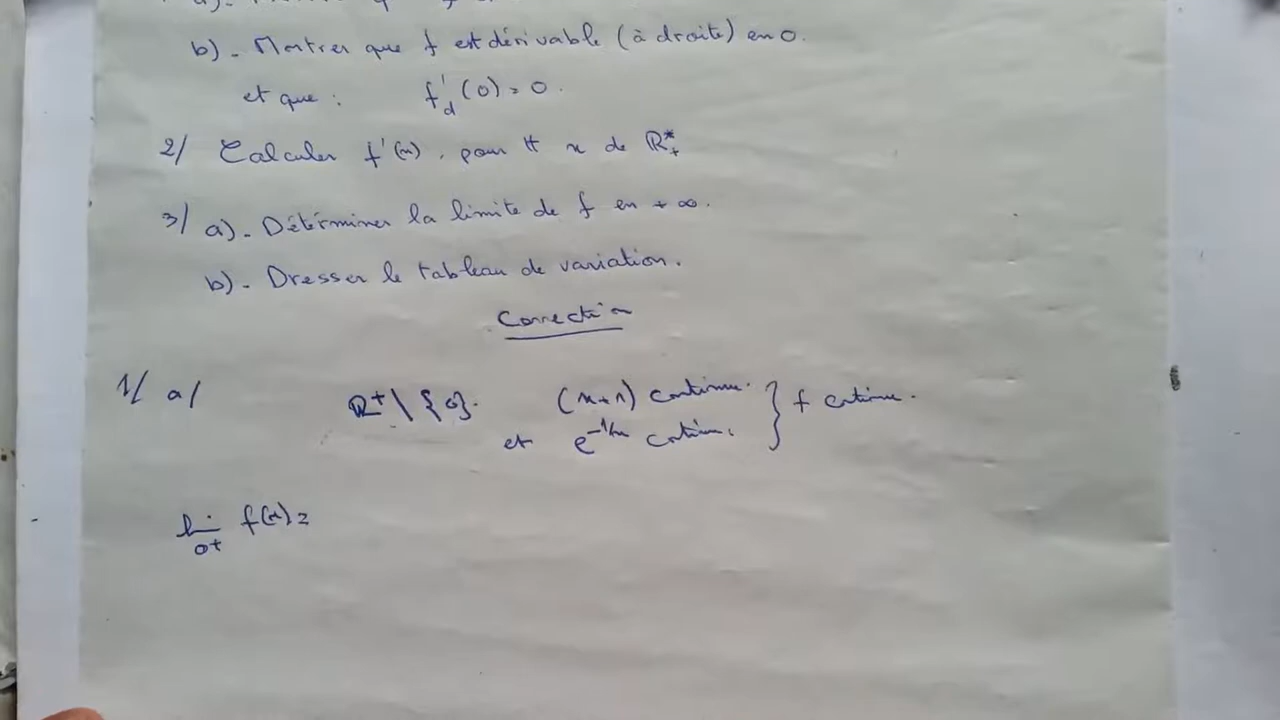 b)- Montrer que f est dérivable (à droite) en 0.
et que : f'd (0) = 0.
2/ Calculer f'(x), pour tt x de ℝ*₊
3/ a)- Déterminer la limite de f en +∞.
b)- Dresser le tableau de variation.
Correction
1/ a/ ℝ⁺ \ {0}. (x+1) continue. } f continue.
et e^{-1/x} continue.
lim 0+ f(x) =